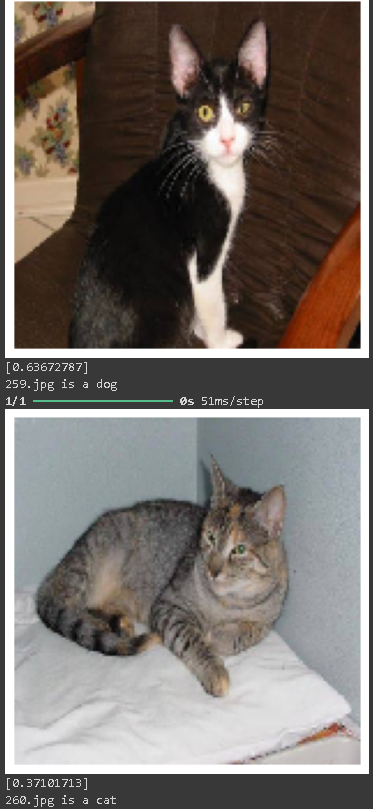 [0.63672787]
259.jpg is a dog
1/1 0s 51ms/step
[0.37101713]
260.jpg is a cat